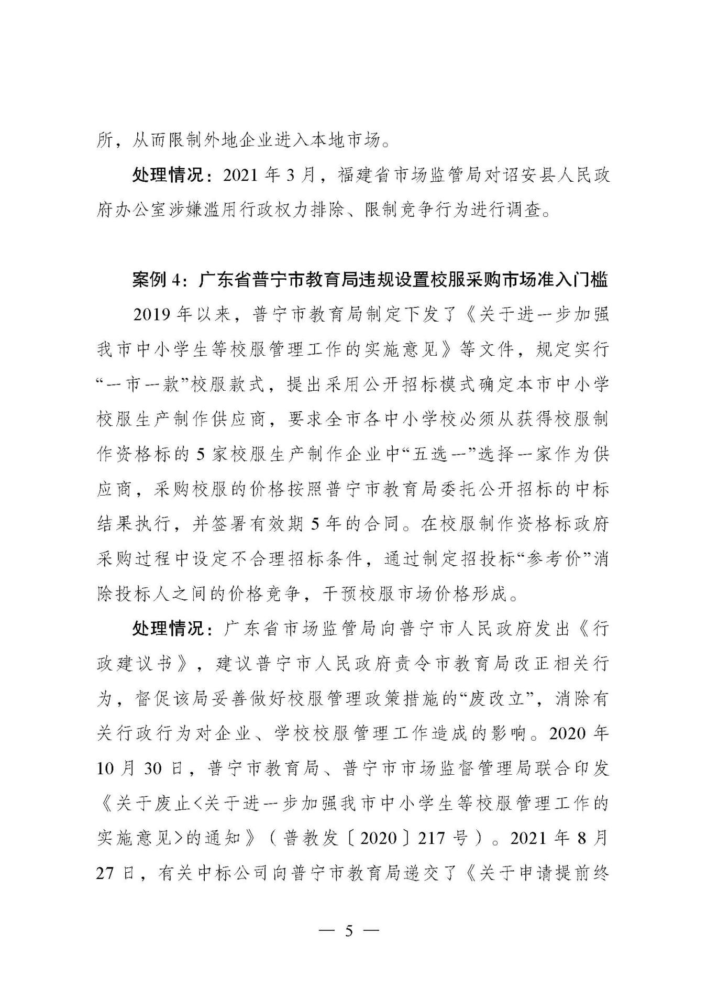 所，从而限制外地企业进入本地市场。
处理情况：2021 年 3 月，福建省市场监管局对诏安县人民政
府办公室涉嫌滥用行政权力排除、限制竞争行为进行调查。
案例 4：广东省普宁市教育局违规设置校服采购市场准入门槛
2019 年以来，普宁市教育局制定下发了《关于进一步加强
我市中小学生等校服管理工作的实施意见》等文件，规定实行
“一市一款”校服款式，提出采用公开招标模式确定本市中小学
校服生产制作供应商，要求全市各中小学校必须从获得校服制
作资格标的 5 家校服生产制作企业中“五选一”选择一家作为供
应商，采购校服的价格按照普宁市教育局委托公开招标的中标
结果执行，并签署有效期 5 年的合同。在校服制作资格标政府
采购过程中设定不合理招标条件，通过制定招投标“参考价”消
除投标人之间的价格竞争，干预校服市场价格形成。
处理情况：广东省市场监管局向普宁市人民政府发出《行
政建议书》，建议普宁市人民政府责令市教育局改正相关行
为，督促该局妥善做好校服管理政策措施的“废改立”，消除有
关行政行为对企业、学校校服管理工作造成的影响。2020 年
10 月 30 日，普宁市教育局、普宁市市场监督管理局联合印发
《关于废止<关于进一步加强我市中小学生等校服管理工作的
实施意见>的通知》（普教发〔2020〕217 号）。2021 年 8 月
27 日，有关中标公司向普宁市教育局递交了《关于申请提前终
— 5 —